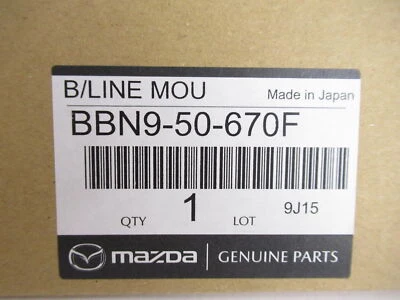 B/LINE MOU Made in Japan
BBN9-50-670F
QTY 1 LOT 9J15
mazda GENUINE PARTS